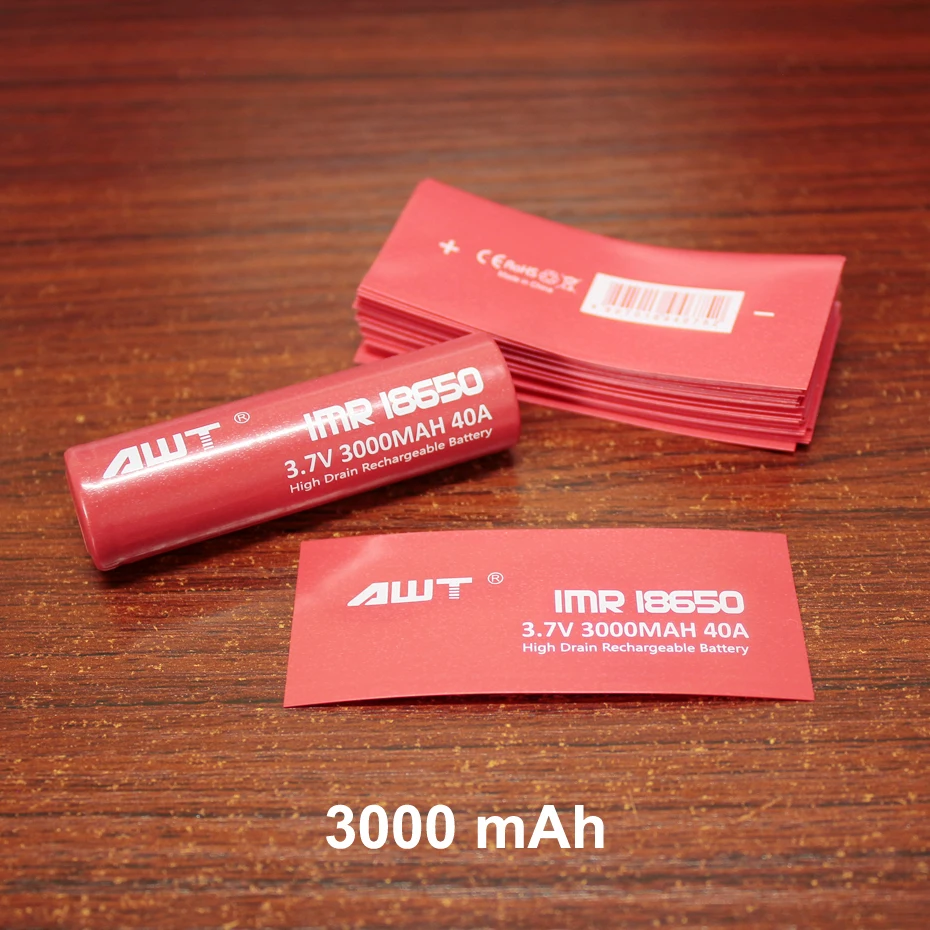 + CE RoHS
Made in China
-
AWT ®
IMR 18650
3.7V 3000MAH 40A
High Drain Rechargeable Battery
AWT ®
IMR 18650
3.7V 3000MAH 40A
High Drain Rechargeable Battery
3000 mAh